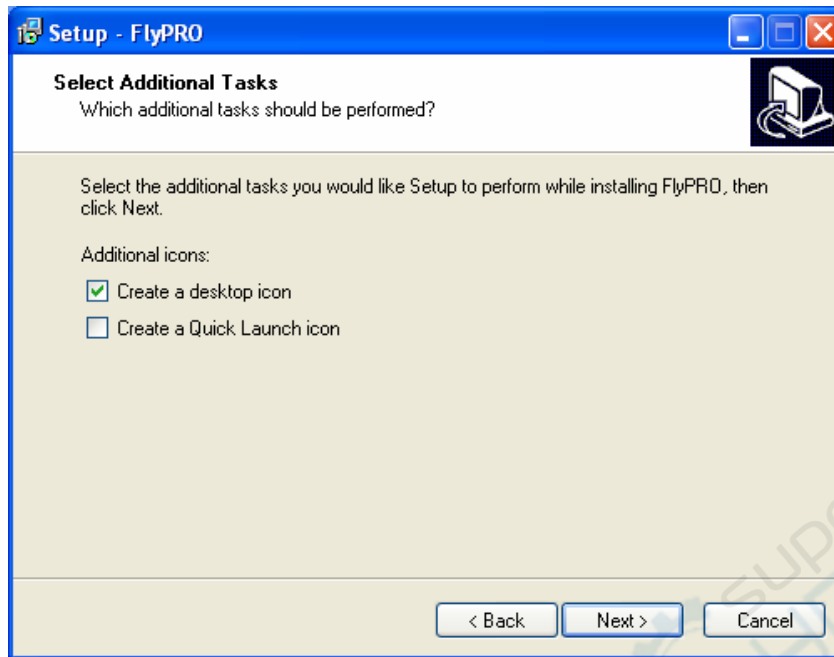 Setup - FlyPRO
Select Additional Tasks
Which additional tasks should be performed?
Select the additional tasks you would like Setup to perform while installing FlyPRO, then
click Next.
Additional icons:
Create a desktop icon
Create a Quick Launch icon
< Back Next > Cancel